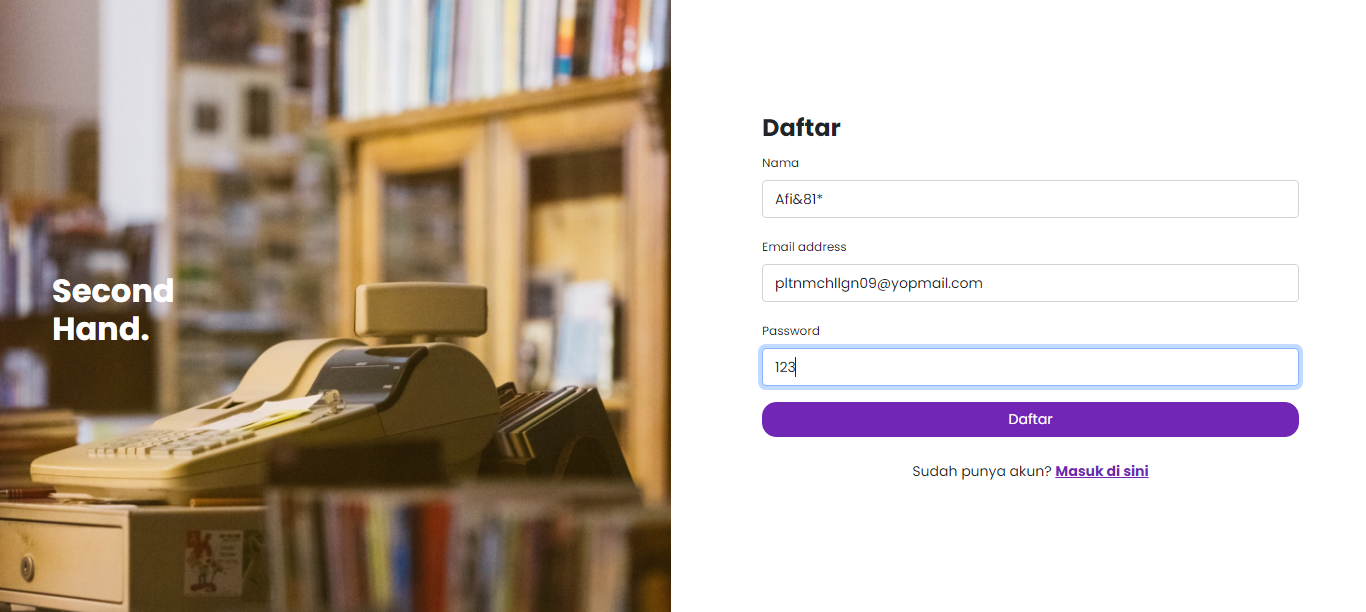 Second
Hand.
Daftar
Nama
Afi&81*
Email address
pltnmchllgn09@yopmail.com
Password
123
Daftar
Sudah punya akun? Masuk di sini